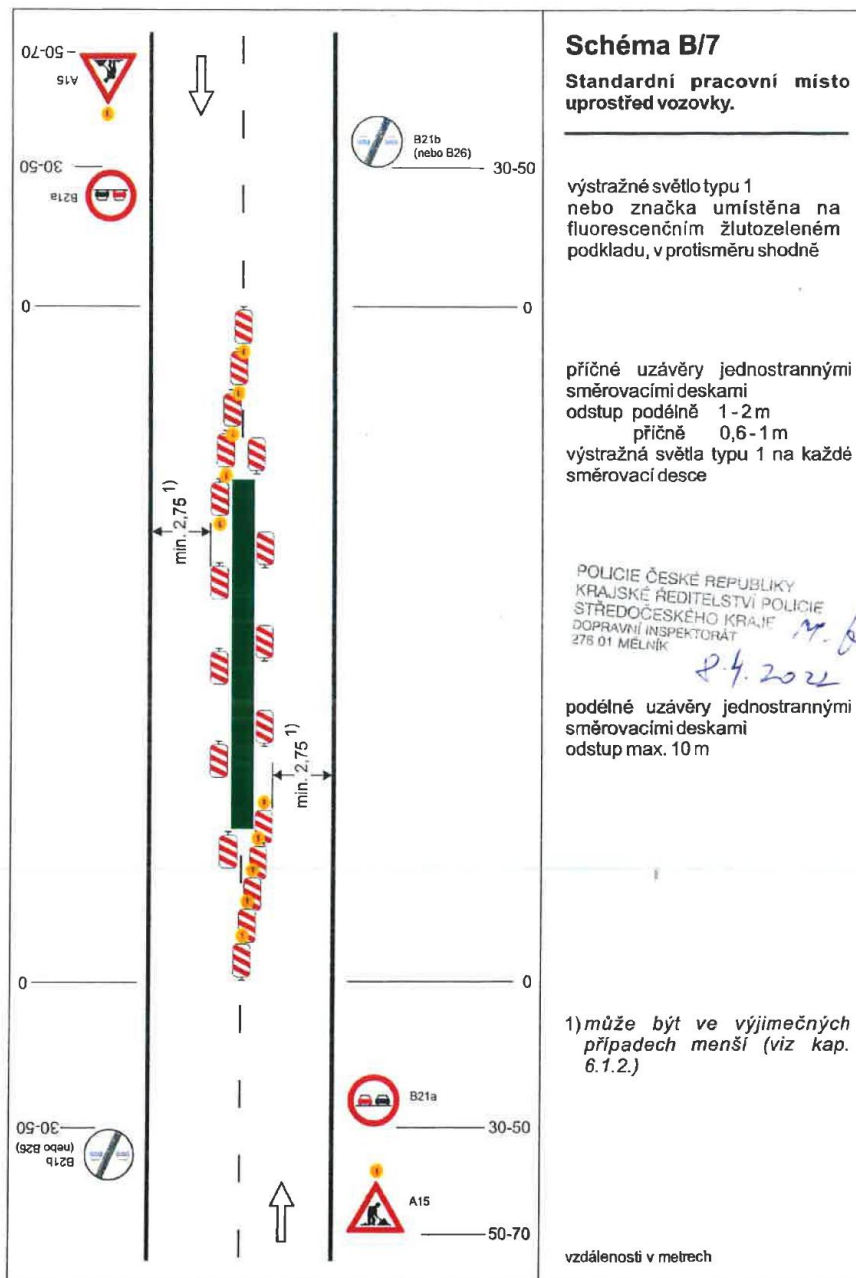 Schéma B/7
Standardní pracovní místo
uprostřed vozovky.
výstražné světlo typu 1
nebo značka umístěna na
fluorescenčním žlutozeleném
podkladu, v protisměru shodně
příčné uzávěry jednostrannými
směrovacími deskami
odstup podélně 1-2 m
příčně 0,6-1 m
výstražná světla typu 1 na každé
směrovací desce
POLICIE ČESKÉ REPUBLIKY
KRAJSKÉ ŘEDITELSTVÍ POLICIE
STŘEDOČESKÉHO KRAJE
DOPRAVNÍ INSPEKTORÁT
276 01 MĚLNÍK
8.4.2022
podélné uzávěry jednostrannými
směrovacími deskami
odstup max. 10 m
1) může být ve výjimečných
případech menší (viz kap.
6.1.2.)
vzdálenosti v metrech
50-70
A15
30-50
B21a
B21b
(nebo B26)
30-50
0
0
min. 2,75 1)
min. 2,75 1)
0
0
B21a
30-50
30-50
B21b
(nebo B26)
A15
50-70